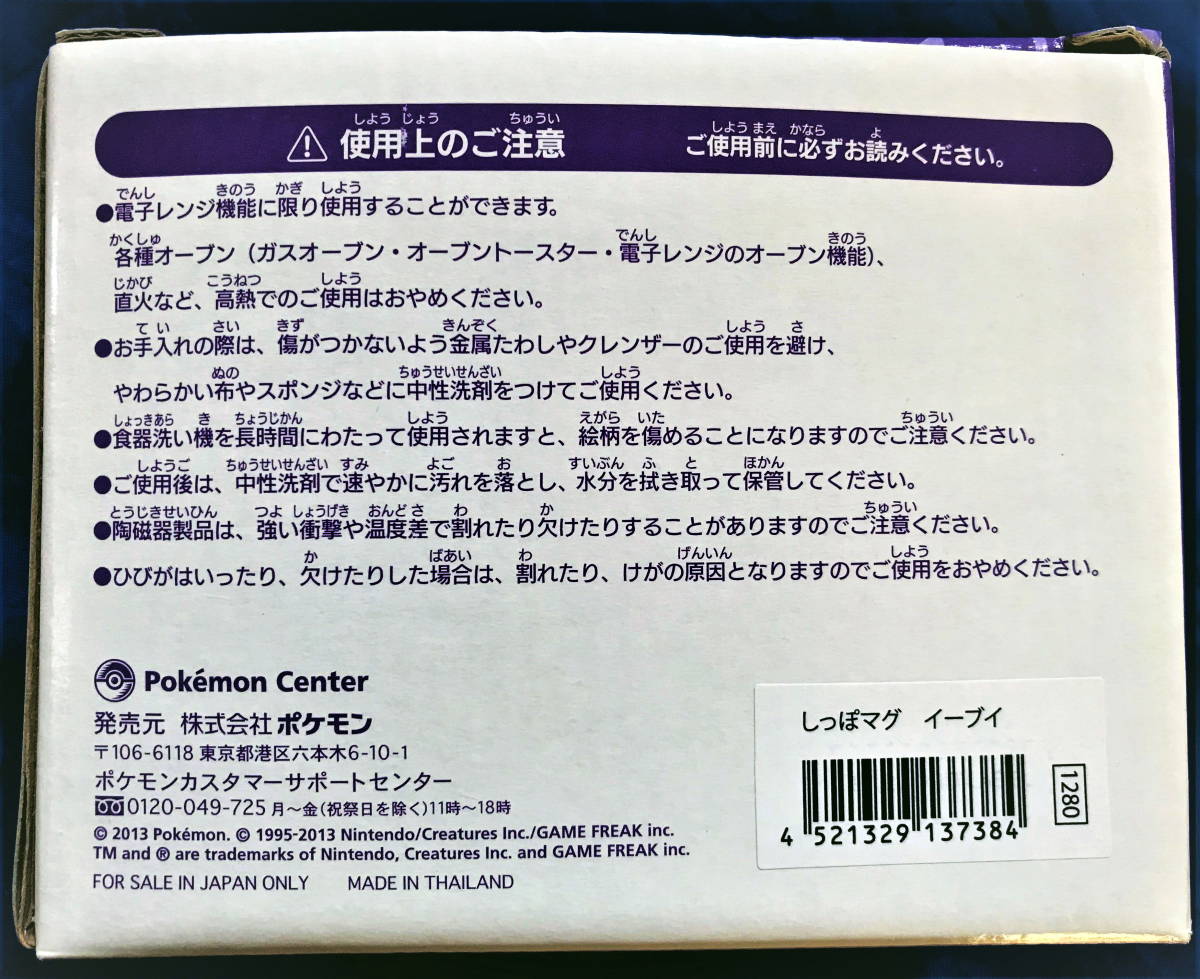 使用上のご注意 ご使用前に必ずお読みください。
●電子レンジ機能に限り使用することができます。
各種オーブン（ガスオーブン・オーブントースター・電子レンジのオーブン機能）、
直火など、高熱でのご使用はおやめください。
●お手入れの際は、傷がつかないよう金属たわしやクレンザーのご使用を避け、
やわらかい布やスポンジなどに中性洗剤をつけてご使用ください。
●食器洗い機を長時間にわたって使用されますと、絵柄を傷めることになりますのでご注意ください。
●ご使用後は、中性洗剤で速やかに汚れを落とし、水分を拭き取って保管してください。
●陶磁器製品は、強い衝撃や温度差で割れたり欠けたりすることがありますのでご注意ください。
●ひびがはいったり、欠けたりした場合は、割れたり、けがの原因となりますのでご使用をおやめください。
Pokémon Center
発売元 株式会社ポケモン
〒106-6118 東京都港区六本木6-10-1
ポケモンカスタマーサポートセンター
0120-049-725 月～金(祝祭日を除く)11時～18時
© 2013 Pokémon. © 1995-2013 Nintendo/Creatures Inc./GAME FREAK inc.
TM and ® are trademarks of Nintendo, Creatures Inc. and GAME FREAK inc.
FOR SALE IN JAPAN ONLY MADE IN THAILAND
しっぽマグ イーブイ
1280
4 521329 137384